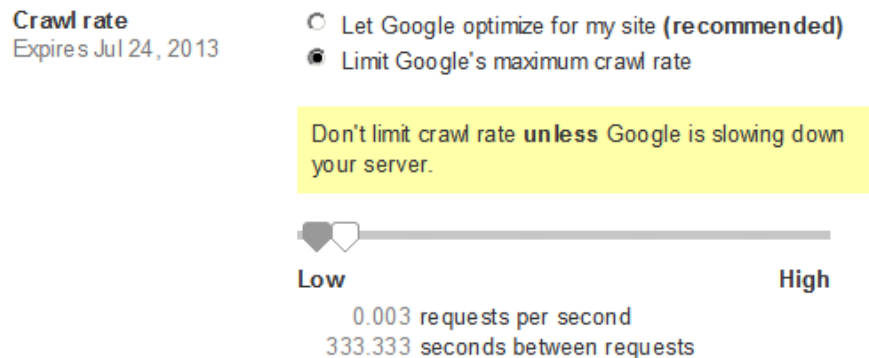 Crawl rate
Expires Jul 24, 2013
Let Google optimize for my site (recommended)
Limit Google's maximum crawl rate
Don't limit crawl rate unless Google is slowing down
your server.
Low High
0.003 requests per second
333.333 seconds between requests